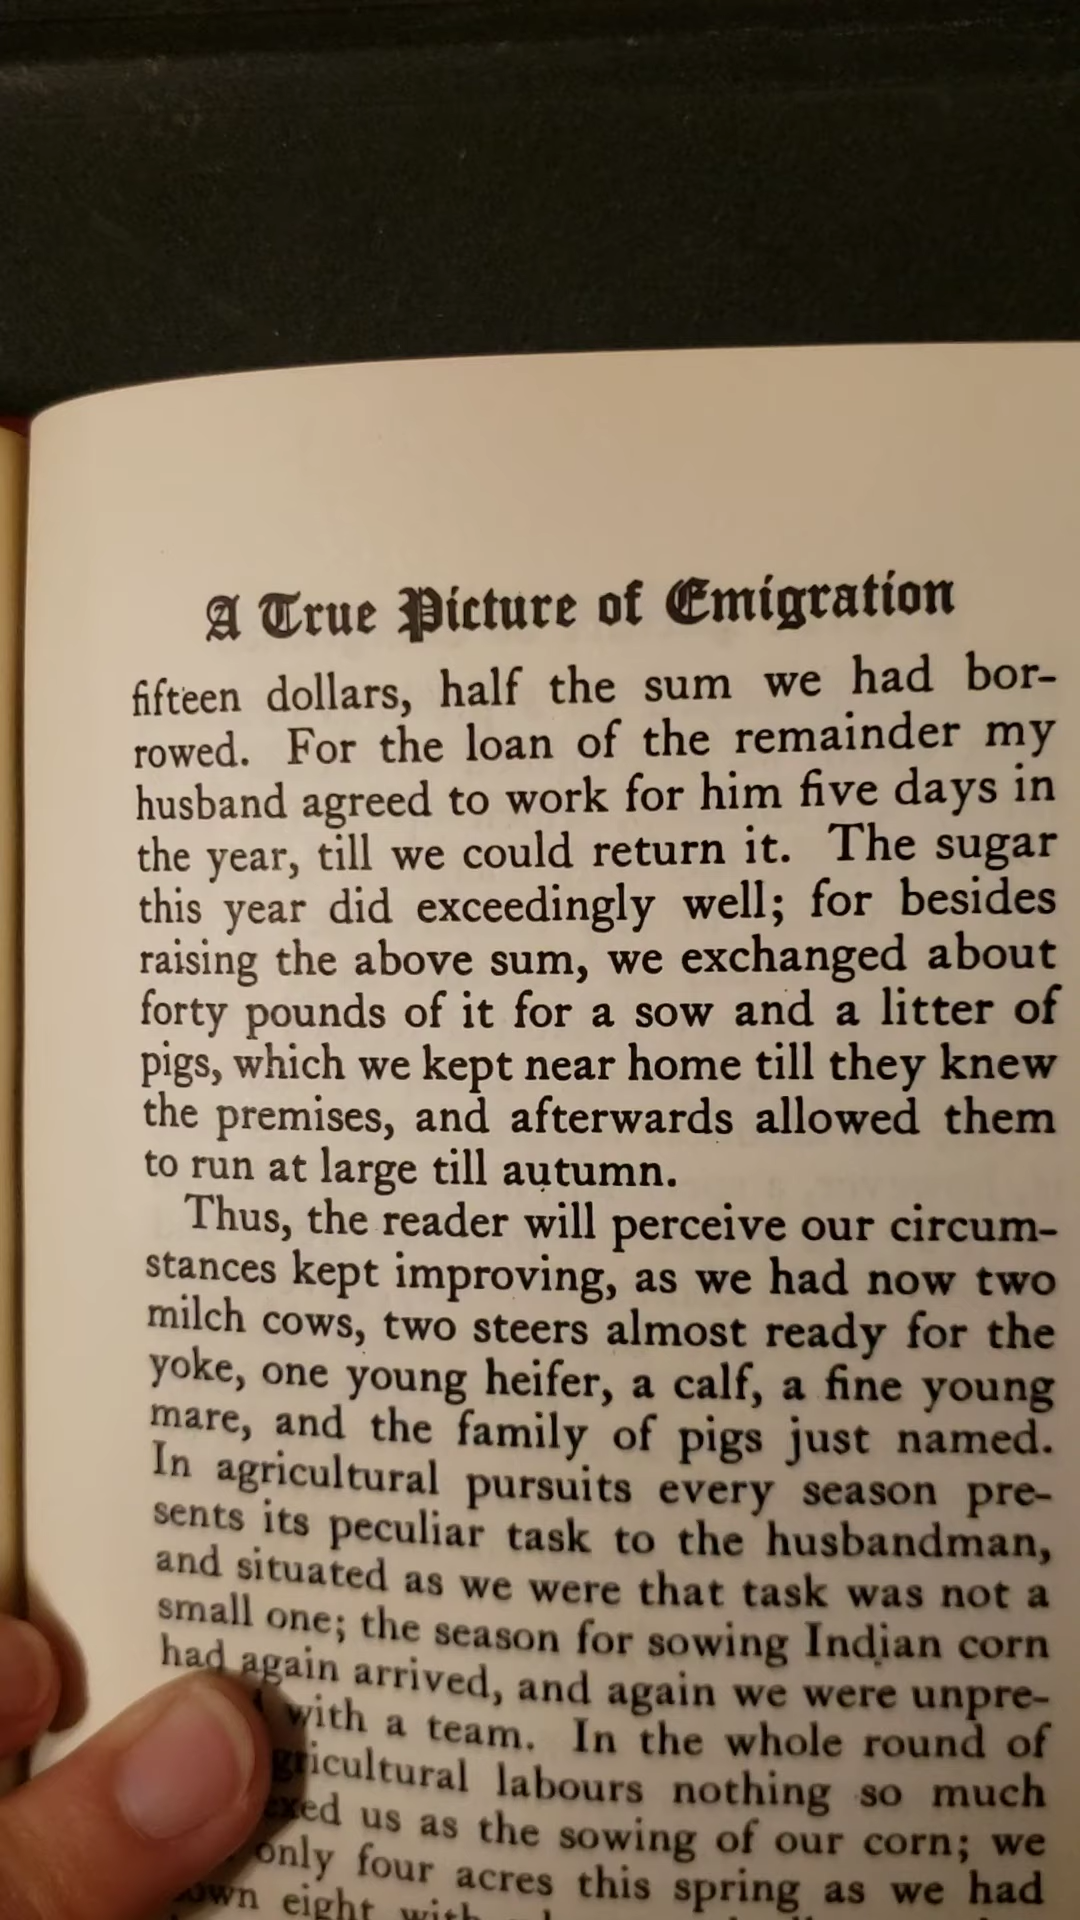 A True Picture of Emigration
fifteen dollars, half the sum we had bor-
rowed. For the loan of the remainder my
husband agreed to work for him five days in
the year, till we could return it. The sugar
this year did exceedingly well; for besides
raising the above sum, we exchanged about
forty pounds of it for a sow and a litter of
pigs, which we kept near home till they knew
the premises, and afterwards allowed them
to run at large till autumn.
Thus, the reader will perceive our circum-
stances kept improving, as we had now two
milch cows, two steers almost ready for the
yoke, one young heifer, a calf, a fine young
mare, and the family of pigs just named.
In agricultural pursuits every season pre-
sents its peculiar task to the husbandman,
and situated as we were that task was not a
small one; the season for sowing Indian corn
had again arrived, and again we were unpre-
with a team. In the whole round of
gricultural labours nothing so much
xed us as the sowing of our corn; we
only four acres this spring as we had
own eight